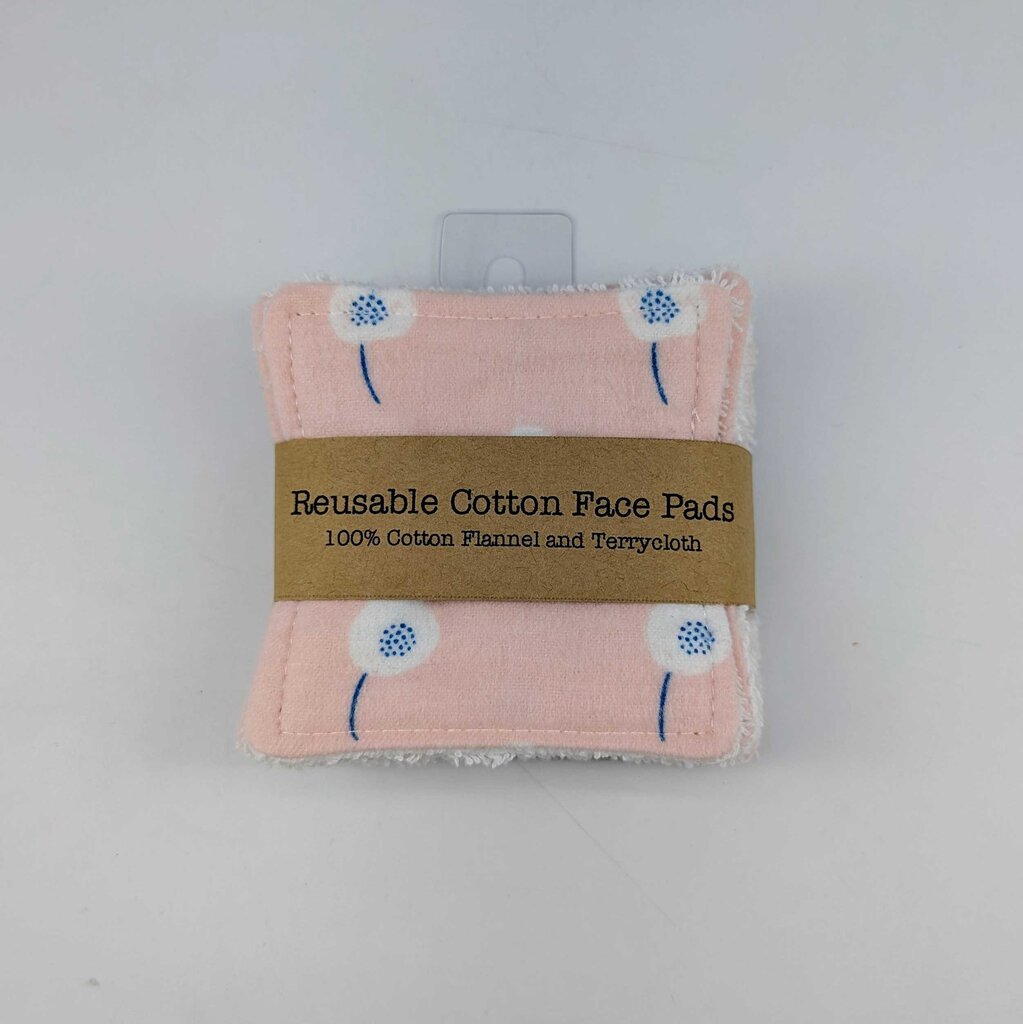 Reusable Cotton Face Pads
100% Cotton Flannel and Terrycloth